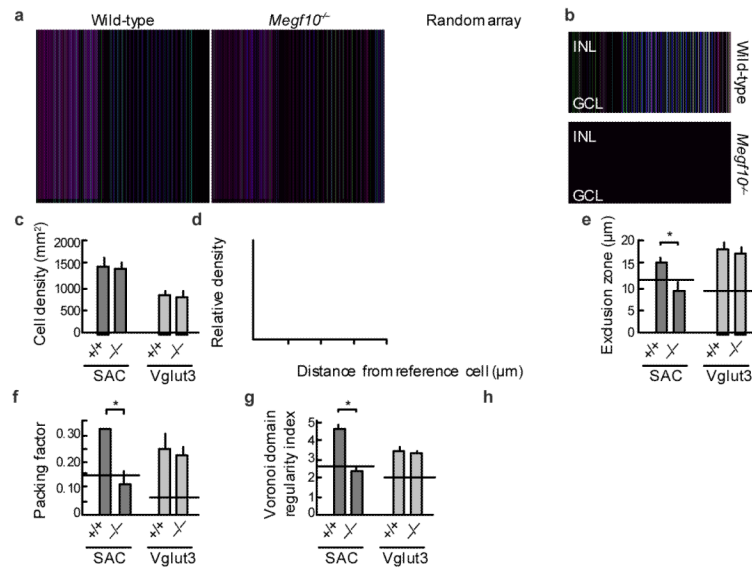 a
Wild-type
Megf10-/-
Random array
b
INL
GCL
Wild-type
INL
GCL
Megf10-/-
c
Cell density (mm2)
2000
1500
1000
500
0
+/+ -/- +/+ -/-
SAC Vglut3
d
Relative density
Distance from reference cell (µm)
e
Exclusion zone (µm)
20
15
10
5
0
* 
+/+ -/- +/+ -/-
SAC Vglut3
f
Packing factor
0.30
0.20
0.10
0.00
*
+/+ -/- +/+ -/-
SAC Vglut3
g
Voronoi domain
regularity index
5
4
3
2
1
0
*
+/+ -/- +/+ -/-
SAC Vglut3
h